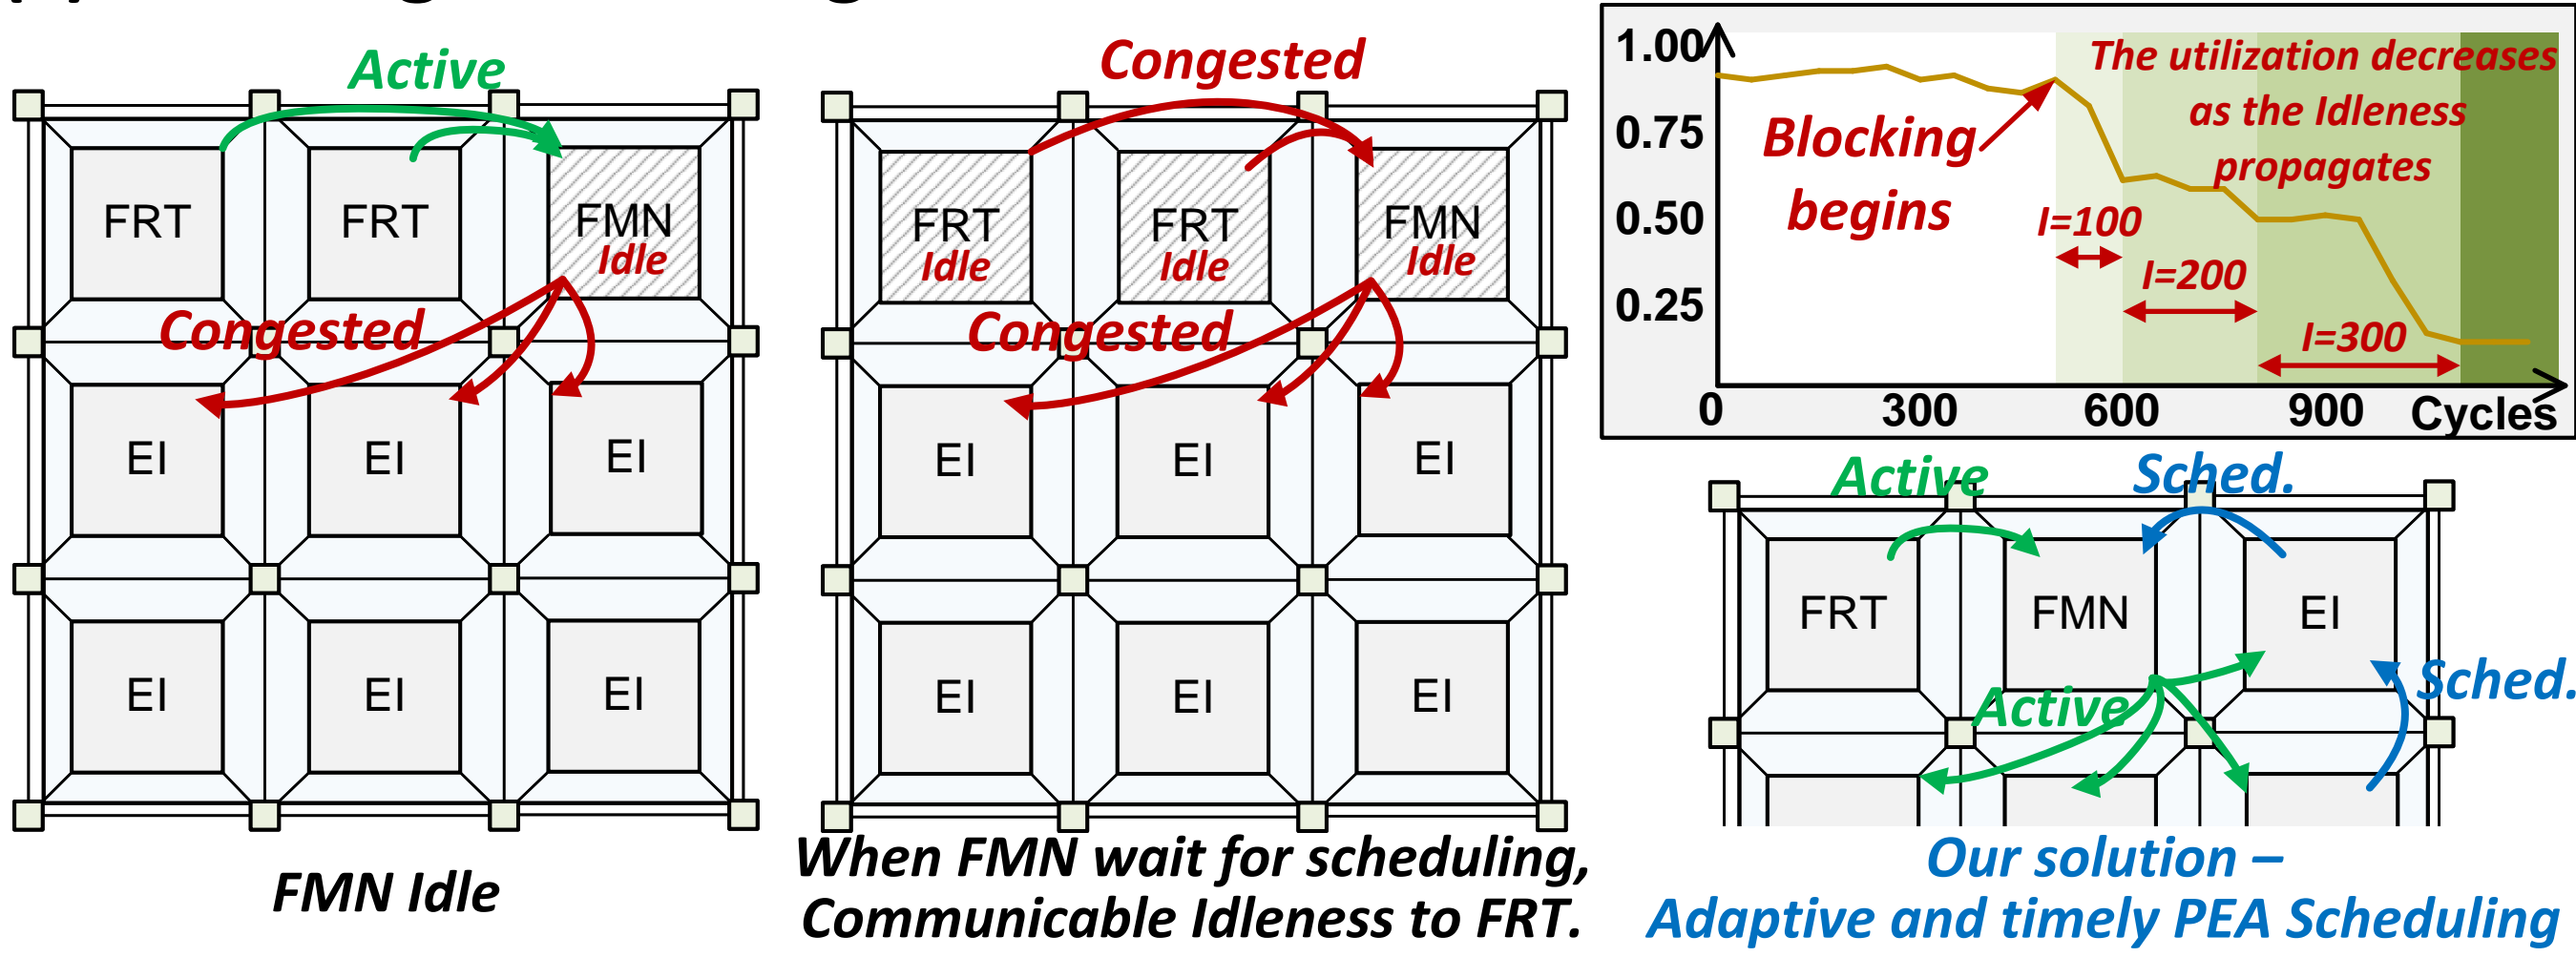 Active
FRT
FRT
FMN
Idle
Congested
EI
EI
EI
EI
EI
EI
FMN Idle
Congested
FRT
Idle
FRT
Idle
FMN
Idle
Congested
EI
EI
EI
EI
EI
EI
When FMN wait for scheduling,
Communicable Idleness to FRT.
1.00
0.75
0.50
0.25
The utilization decreases
as the Idleness
propagates
Blocking
begins
I=100
I=200
I=300
0
300
600
900
Cycles
Active
Sched.
FRT
FMN
EI
Active
Sched.
Our solution –
Adaptive and timely PEA Scheduling